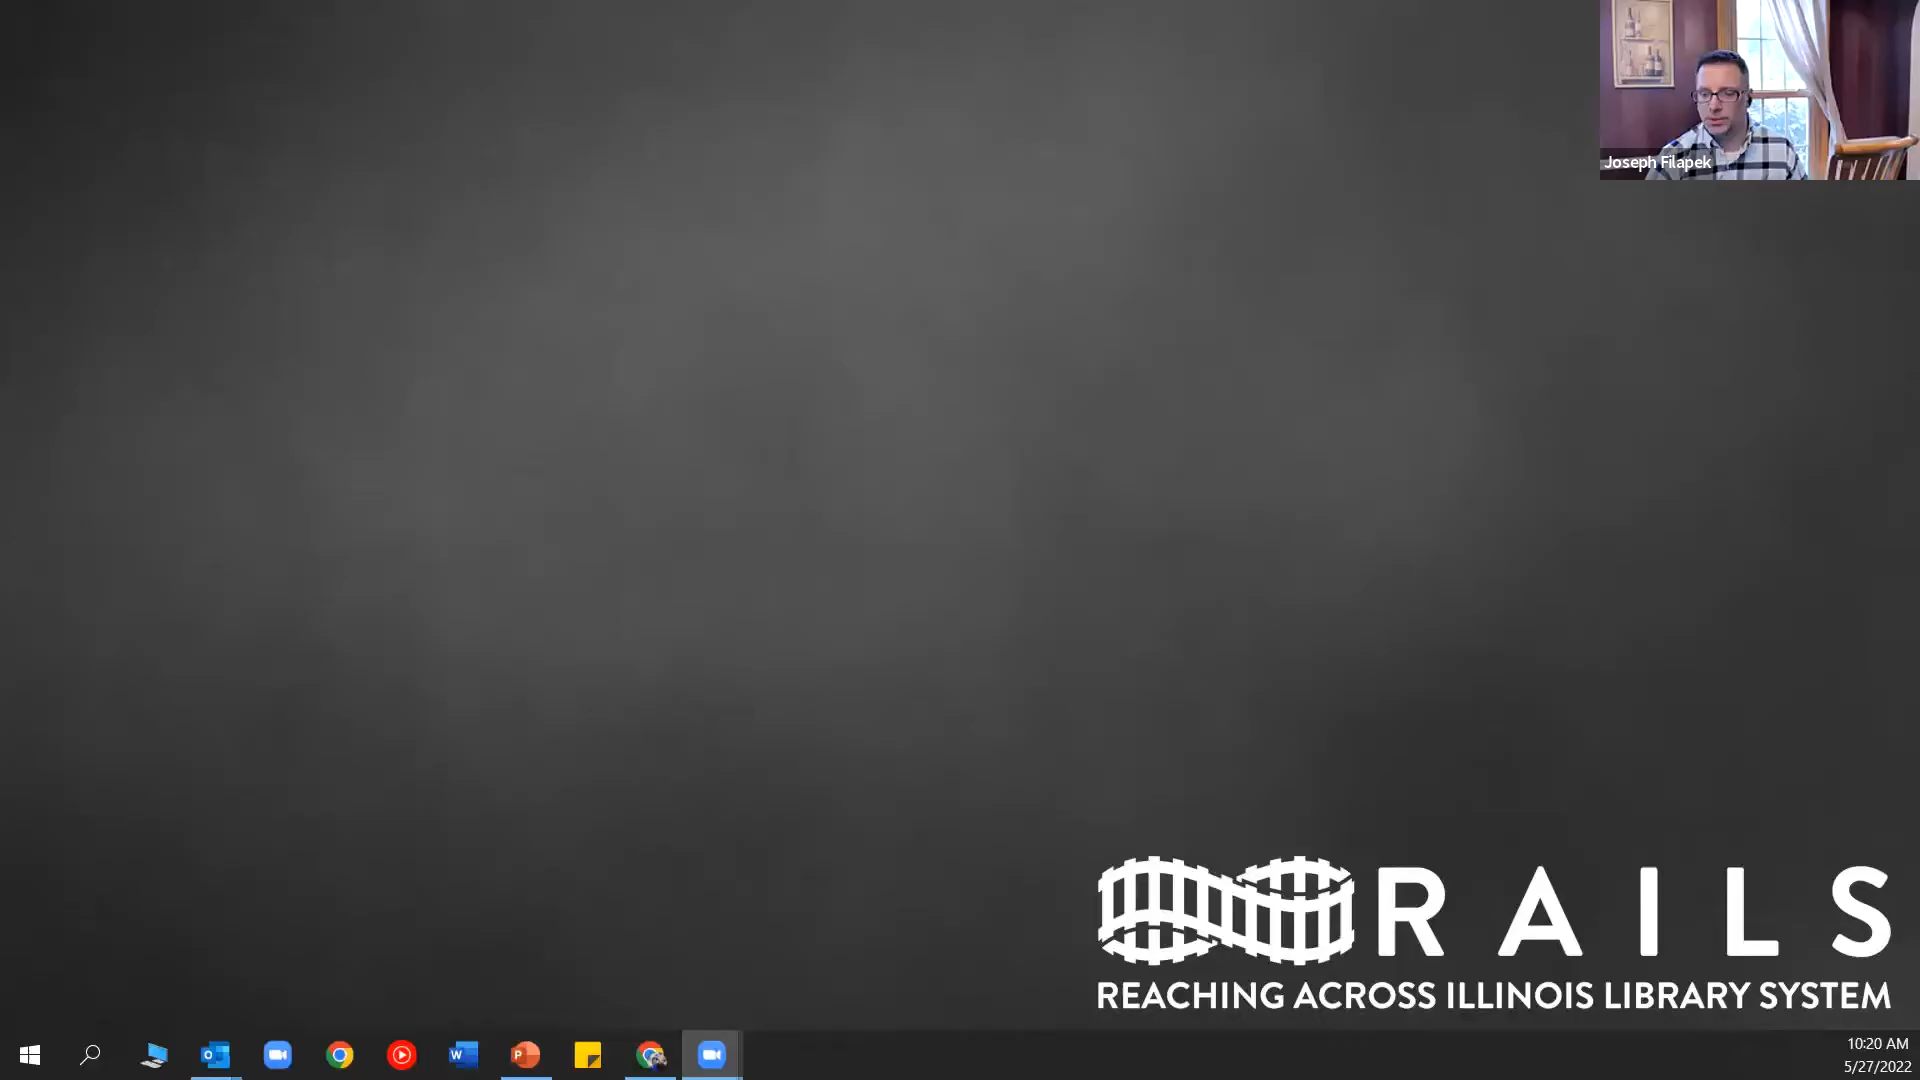 Joseph Filapek
RAILS
REACHING ACROSS ILLINOIS LIBRARY SYSTEM
10:20 AM
5/27/2022